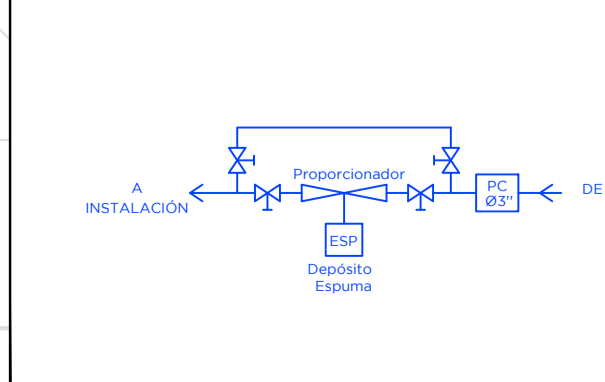 Proporcionador
A
INSTALACIÓN
PC
Ø3"
DE
ESP
Depósito
Espuma